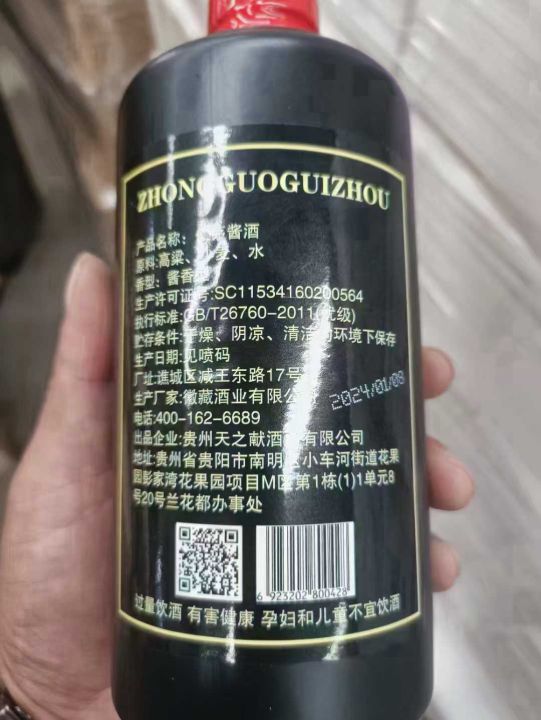 ZHONGGUOGUIZHOU
产品名称: 酱酒
原料:高粱、小麦、水
香型: 酱香型
生产许可证号:SC11534160200564
执行标准:GB/T26760-2011(优级)
贮存条件:干燥、阴凉、清洁的环境下保存
生产日期:见喷码
厂址:谯城区减王东路17号
生产厂家:徽藏酒业有限公司
2024/01/08
电话:400-162-6689
出品企业:贵州天之献酒业有限公司
地址:贵州省贵阳市南明区小车河街道花果
园彭家湾花果园项目M区第1栋(1)1单元8
号20号兰花都办事处
6 923202 800428
过量饮酒 有害健康 孕妇和儿童不宜饮酒